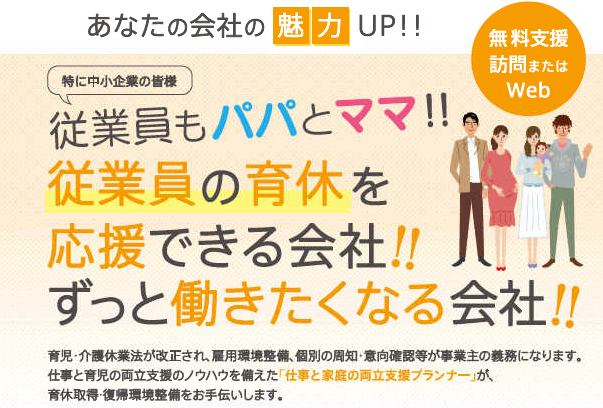 あなたの会社の魅力UP!!
無料支援
訪問または
Web
特に中小企業の皆様
従業員もパパとママ!!
従業員の育休を
応援できる会社!!
ずっと働きたくなる会社!!
育児・介護休業法が改正され、雇用環境整備、個別の周知・意向確認等が事業主の義務になります。
仕事と育児の両立支援のノウハウを備えた「仕事と家庭の両立支援プランナー」が、
育休取得・復帰環境整備をお手伝いします。